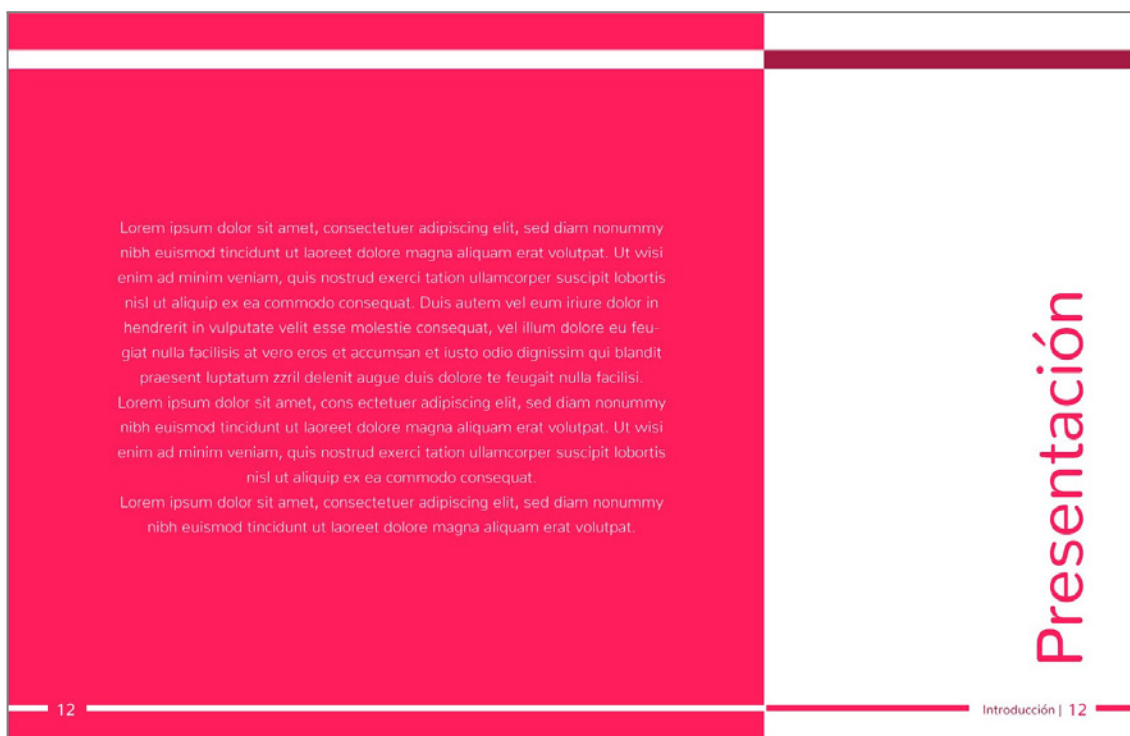 Lorem ipsum dolor sit amet, consectetuer adipiscing elit, sed diam nonummy
nibh euismod tincidunt ut laoreet dolore magna aliquam erat volutpat. Ut wisi
enim ad minim veniam, quis nostrud exerci tation ullamcorper suscipit lobortis
nisl ut aliquip ex ea commodo consequat. Duis autem vel eum iriure dolor in
hendrerit in vulputate velit esse molestie consequat, vel illum dolore eu feu-
giat nulla facilisis at vero eros et accumsan et iusto odio dignissim qui blandit
praesent luptatum zzril delenit augue duis dolore te feugait nulla facilisi.
Lorem ipsum dolor sit amet, cons ectetuer adipiscing elit, sed diam nonummy
nibh euismod tincidunt ut laoreet dolore magna aliquam erat volutpat. Ut wisi
enim ad minim veniam, quis nostrud exerci tation ullamcorper suscipit lobortis
nisl ut aliquip ex ea commodo consequat.
Lorem ipsum dolor sit amet, consectetuer adipiscing elit, sed diam nonummy
nibh euismod tincidunt ut laoreet dolore magna aliquam erat volutpat.
12
Presentación
Introducción | 12